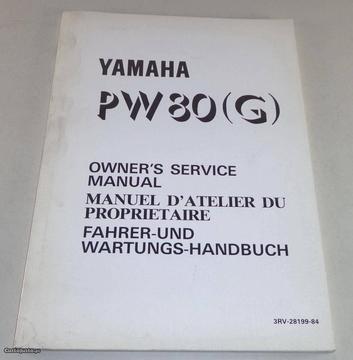 YAMAHA
PW80(G)
OWNER'S SERVICE
MANUAL
MANUEL D'ATELIER DU
PROPRIETAIRE
FAHRER-UND
WARTUNGS-HANDBUCH
3RV-28199-84